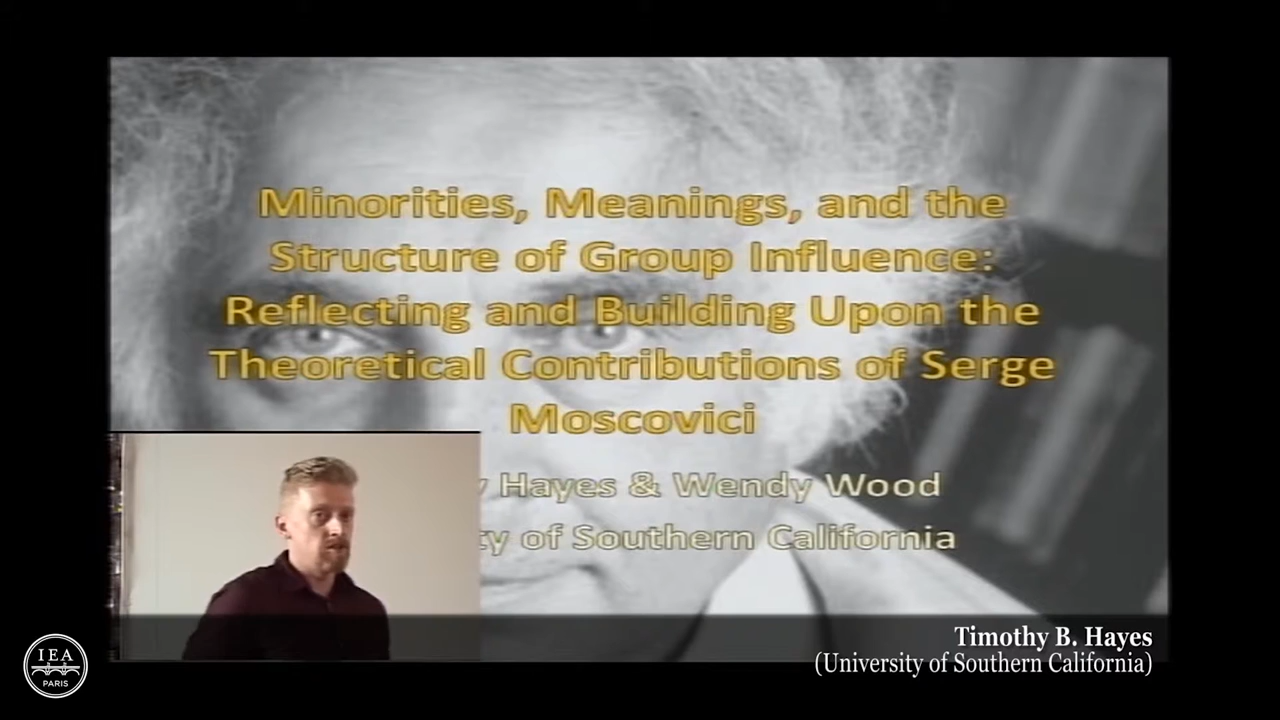 Minorities, Meanings, and the
Structure of Group Influence:
Reflecting and Building Upon the
Theoretical Contributions of Serge
Moscovici
Hayes & Wendy Wood
of Southern California
Timothy B. Hayes
(University of Southern California)
IEA
PARIS